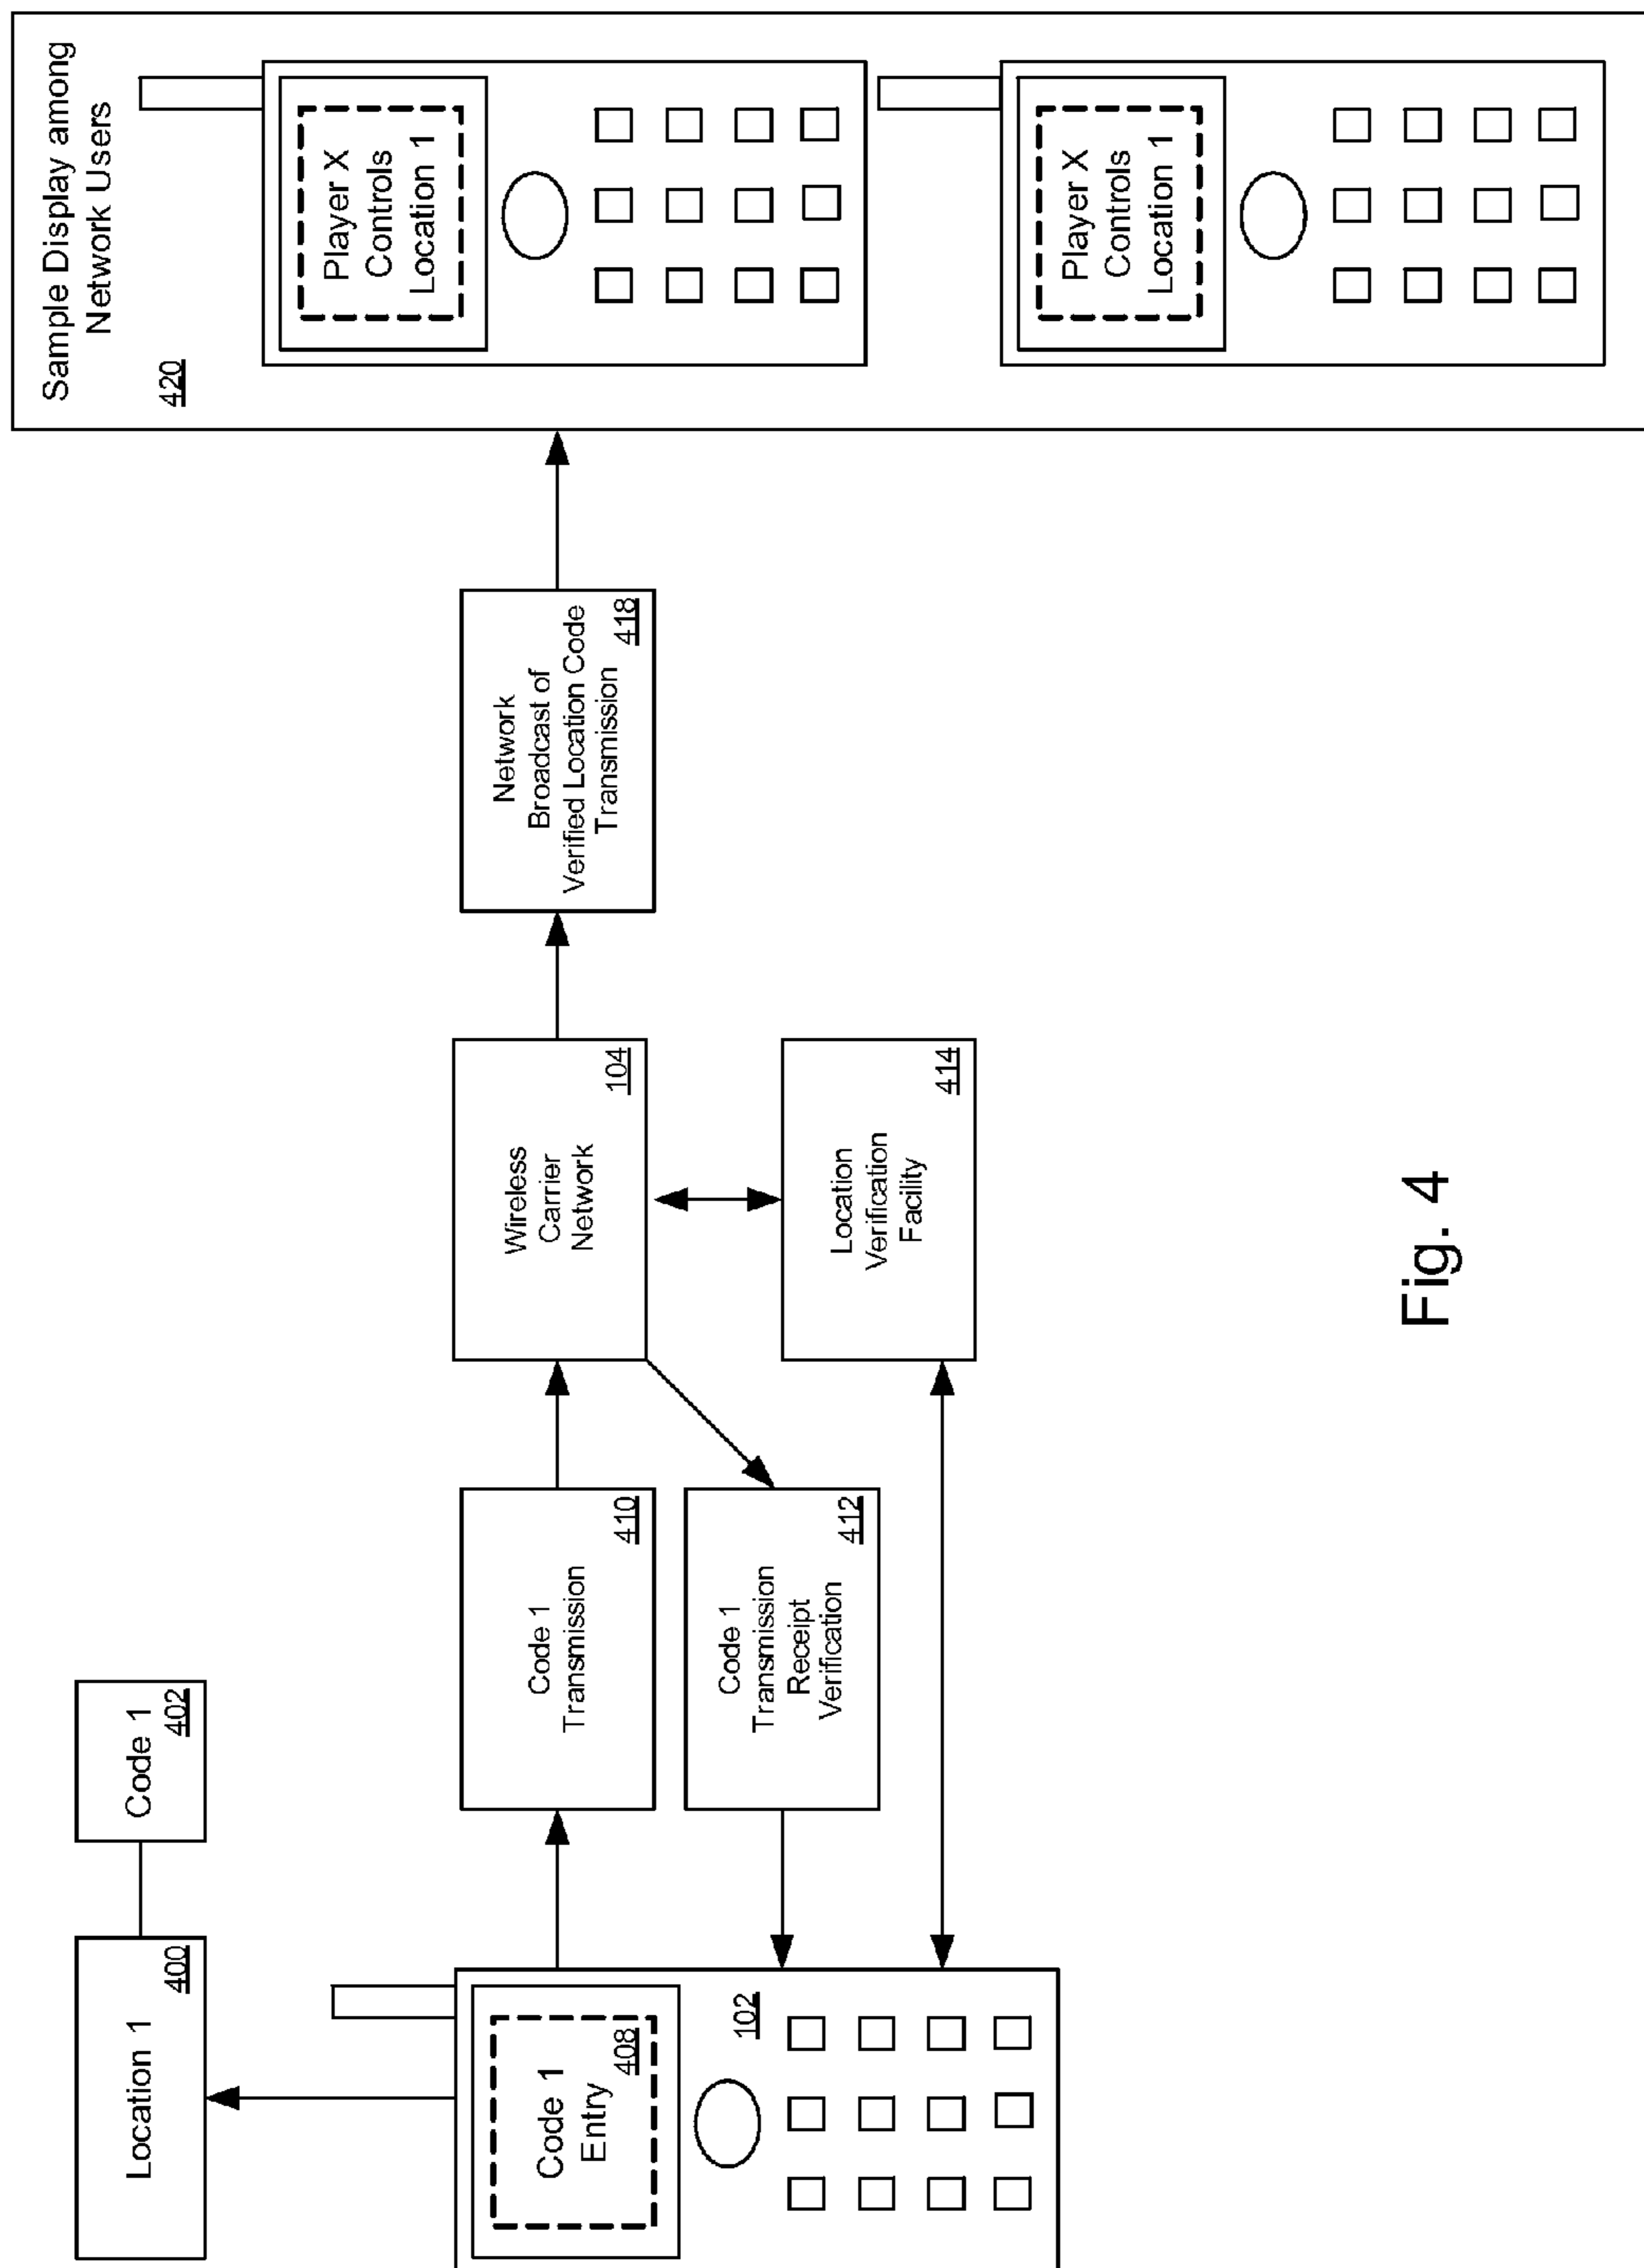 Location 1
400
Code 1
402
Code 1
Entry
408
102
Code 1
Transmission
410
Code 1
Transmission
Receipt
Verification
412
Wireless
Carrier
Network
104
Location
Verification
Facility
414
Network
Broadcast of
Verified Location Code
Transmission
418
Sample Display among
Network Users
420
Player X
Controls
Location 1
Player X
Controls
Location 1
Fig. 4